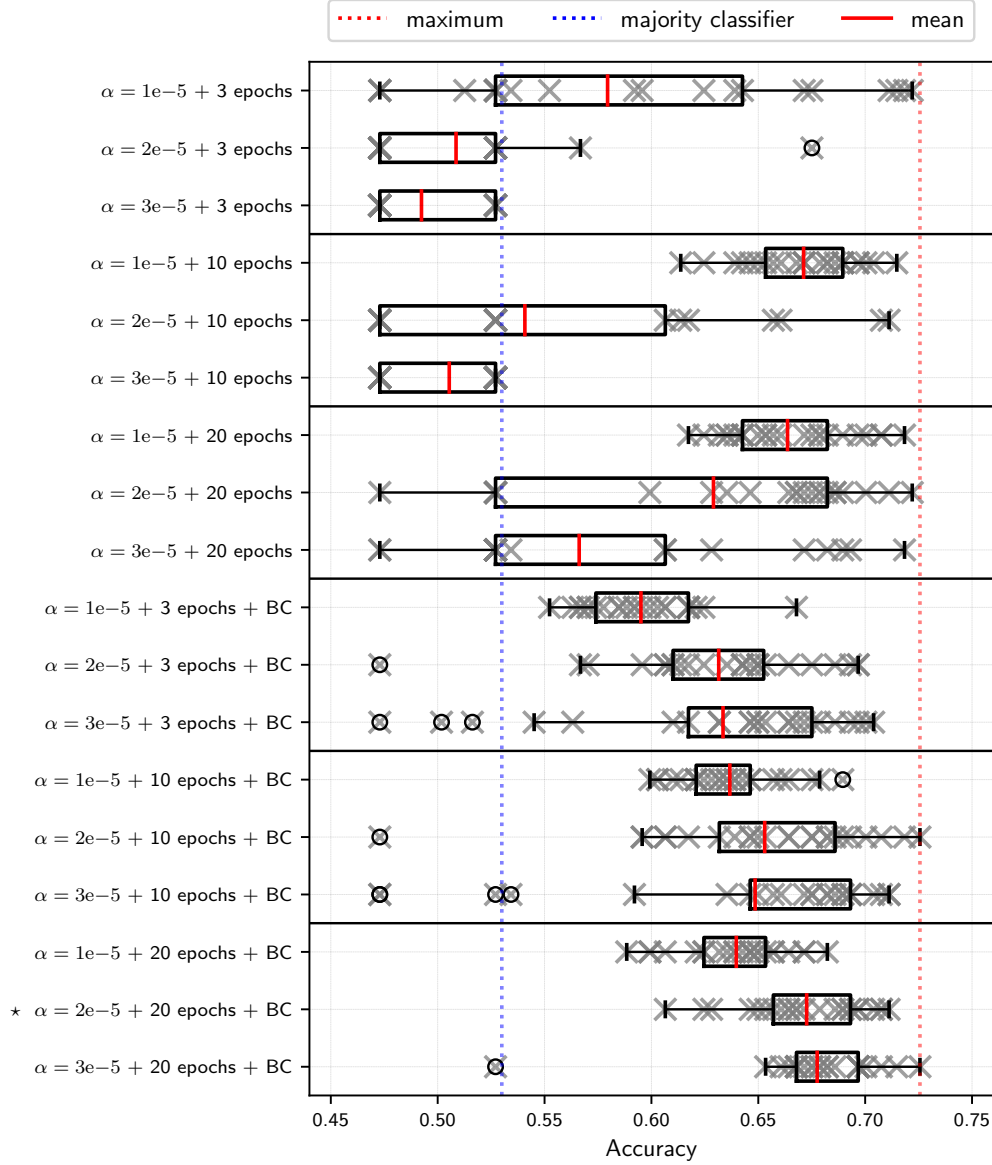 maximum majority classifier mean
α = 1e−5 + 3 epochs
α = 2e−5 + 3 epochs
α = 3e−5 + 3 epochs
α = 1e−5 + 10 epochs
α = 2e−5 + 10 epochs
α = 3e−5 + 10 epochs
α = 1e−5 + 20 epochs
α = 2e−5 + 20 epochs
α = 3e−5 + 20 epochs
α = 1e−5 + 3 epochs + BC
α = 2e−5 + 3 epochs + BC
α = 3e−5 + 3 epochs + BC
α = 1e−5 + 10 epochs + BC
α = 2e−5 + 10 epochs + BC
α = 3e−5 + 10 epochs + BC
α = 1e−5 + 20 epochs + BC
⋆ α = 2e−5 + 20 epochs + BC
α = 3e−5 + 20 epochs + BC
0.45 0.50 0.55 0.60 0.65 0.70 0.75
Accuracy